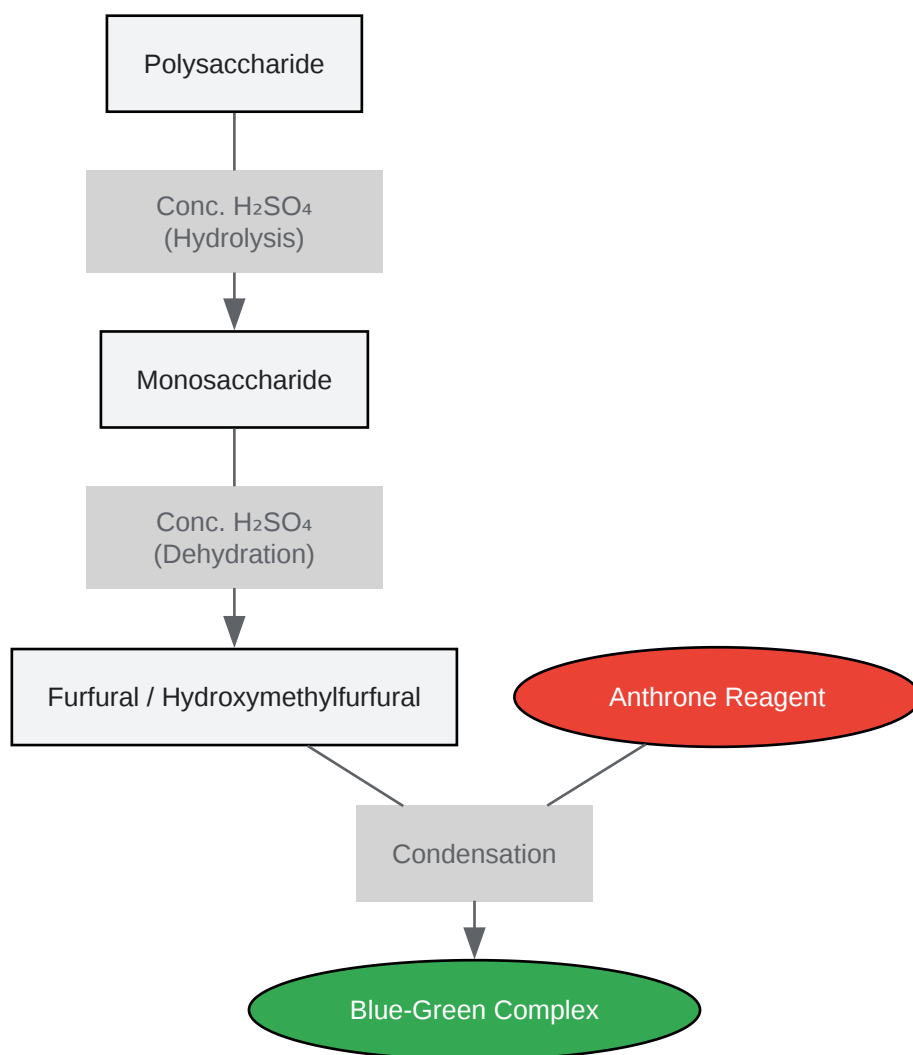 Polysaccharide
Conc. H₂SO₄
(Hydrolysis)
Monosaccharide
Conc. H₂SO₄
(Dehydration)
Furfural / Hydroxymethylfurfural
Anthrone Reagent
Condensation
Blue-Green Complex